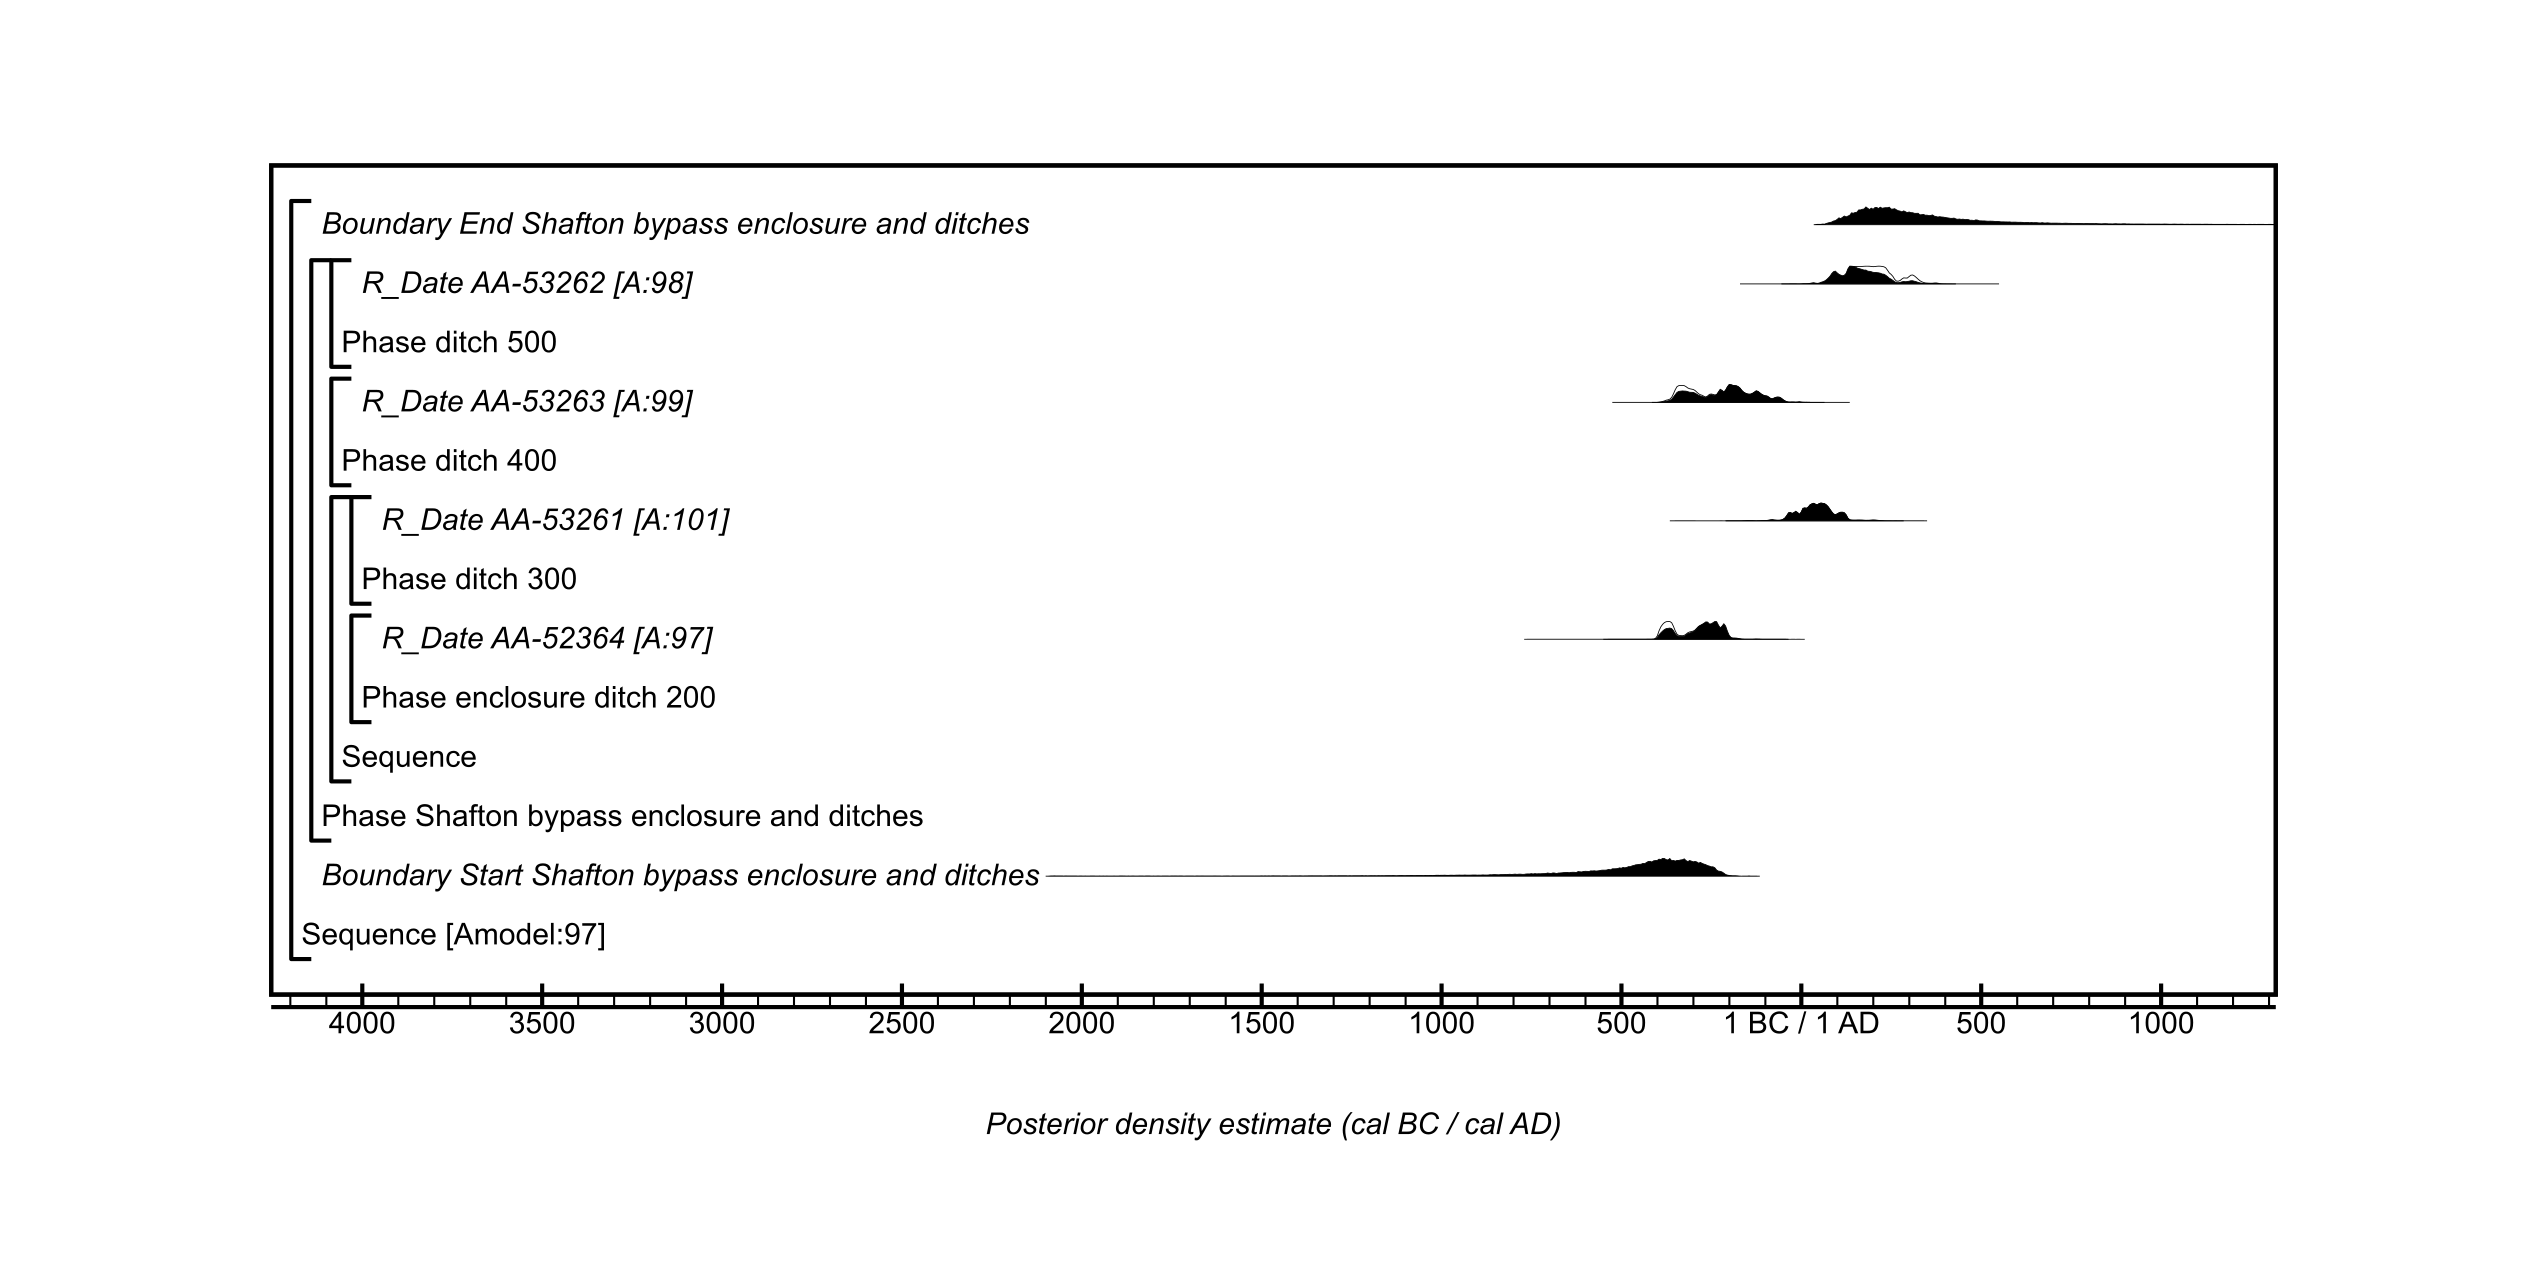 Boundary End Shafton bypass enclosure and ditches
R_Date AA-53262 [A:98]
Phase ditch 500
R_Date AA-53263 [A:99]
Phase ditch 400
R_Date AA-53261 [A:101]
Phase ditch 300
R_Date AA-52364 [A:97]
Phase enclosure ditch 200
Sequence
Phase Shafton bypass enclosure and ditches
Boundary Start Shafton bypass enclosure and ditches
Sequence [Amodel:97]
4000 3500 3000 2500 2000 1500 1000 500 1 BC / 1 AD 500 1000
Posterior density estimate (cal BC / cal AD)